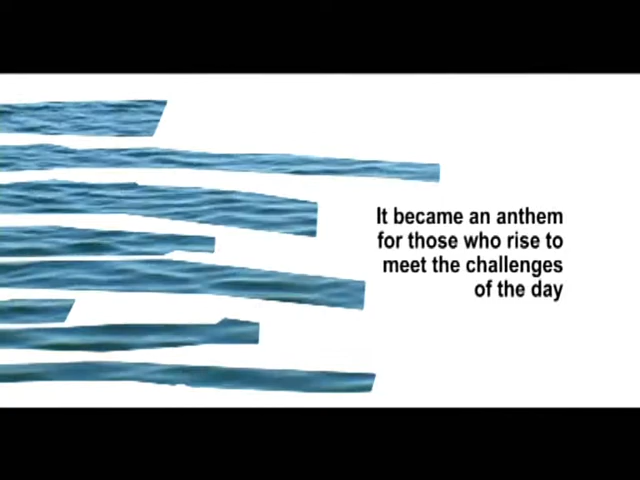 It became an anthem
for those who rise to
meet the challenges
of the day